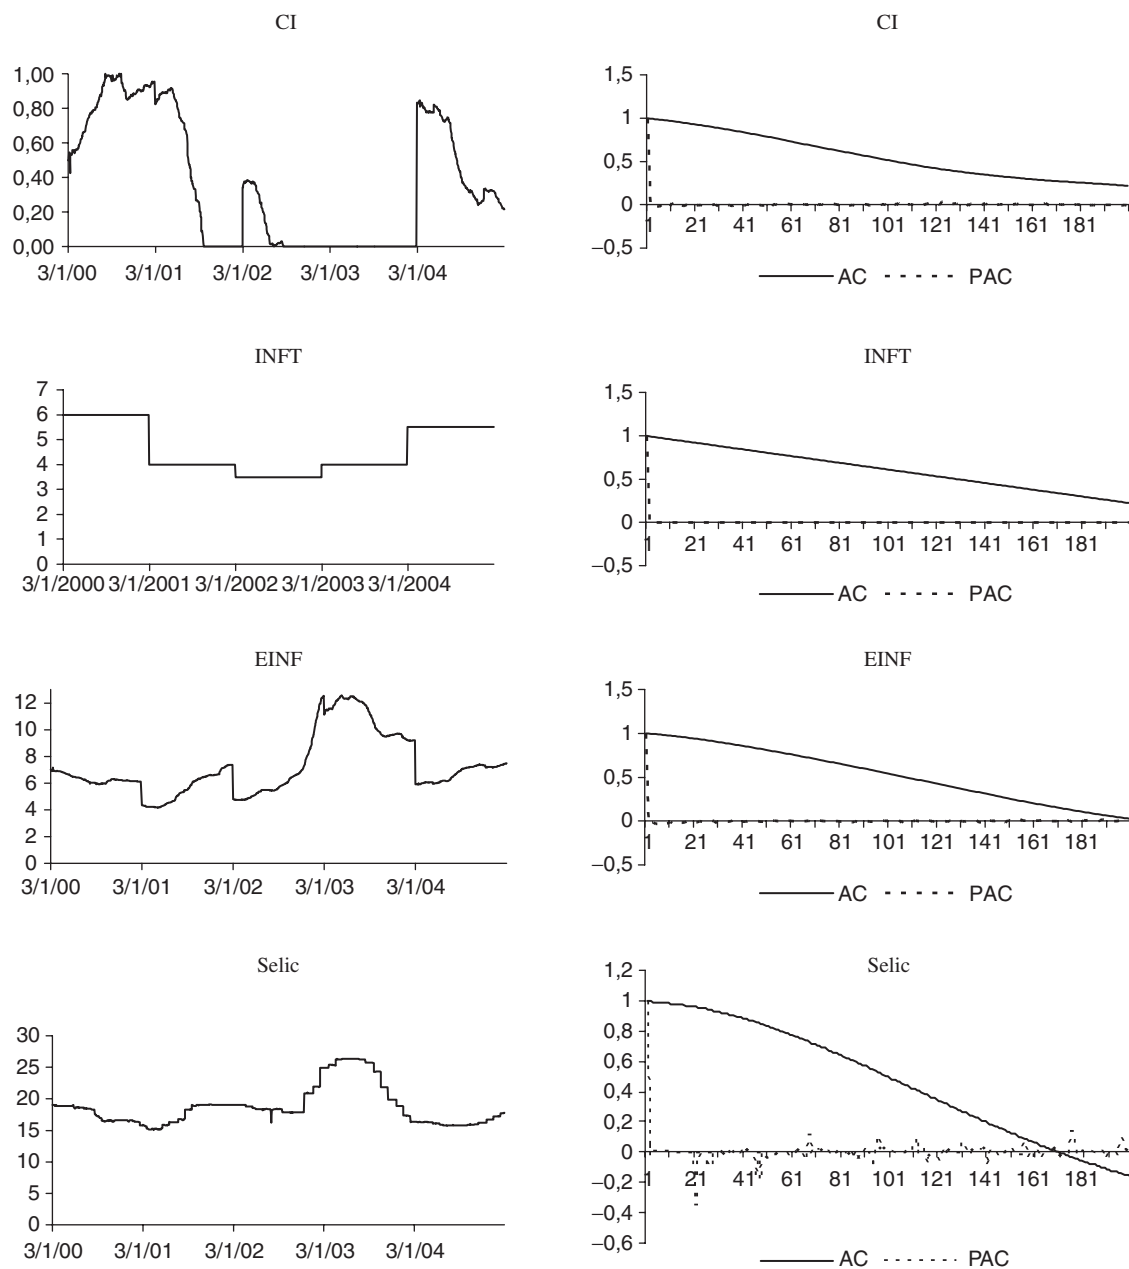 CI
1,00
0,80
0,60
0,40
0,20
0,00
3/1/00 3/1/01 3/1/02 3/1/03 3/1/04
CI
1,5
1
0,5
0
−0,5
1 21 41 61 81 101 121 141 161 181
AC PAC
INFT
7
6
5
4
3
2
1
0
3/1/2000 3/1/2001 3/1/2002 3/1/2003 3/1/2004
INFT
1,5
1
0,5
0
−0,5
1 21 41 61 81 101 121 141 161 181
AC PAC
EINF
12
10
8
6
4
2
0
3/1/00 3/1/01 3/1/02 3/1/03 3/1/04
EINF
1,5
1
0,5
0
−0,5
1 21 41 61 81 101 121 141 161 181
AC PAC
Selic
30
25
20
15
10
5
0
3/1/00 3/1/01 3/1/02 3/1/03 3/1/04
Selic
1,2
1
0,8
0,6
0,4
0,2
0
−0,2
−0,4
−0,6
1 21 41 61 81 101 121 141 161 181
AC PAC